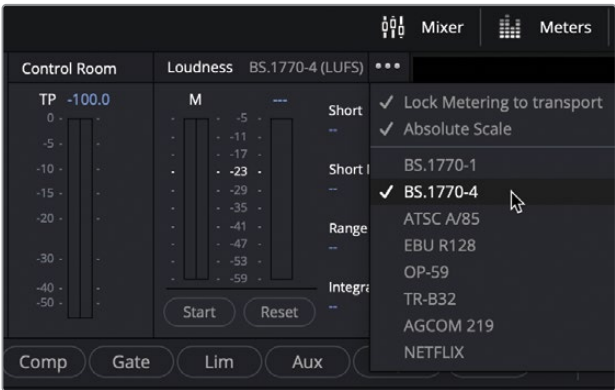 Mixer Meters
Control Room
Loudness BS.1770-4 (LUFS)
TP -100.0
0
-5
-10
-15
-20
-30
-40
-50
M ---
-5
-11
-17
-23
-29
-35
-41
-47
-53
-59
Short
--
Short
--
Range
--
--
Start Reset
Lock Metering to transport
Absolute Scale
BS.1770-1
BS.1770-4
ATSC A/85
EBU R128
OP-59
TR-B32
AGCOM 219
NETFLIX
Comp Gate Lim Aux